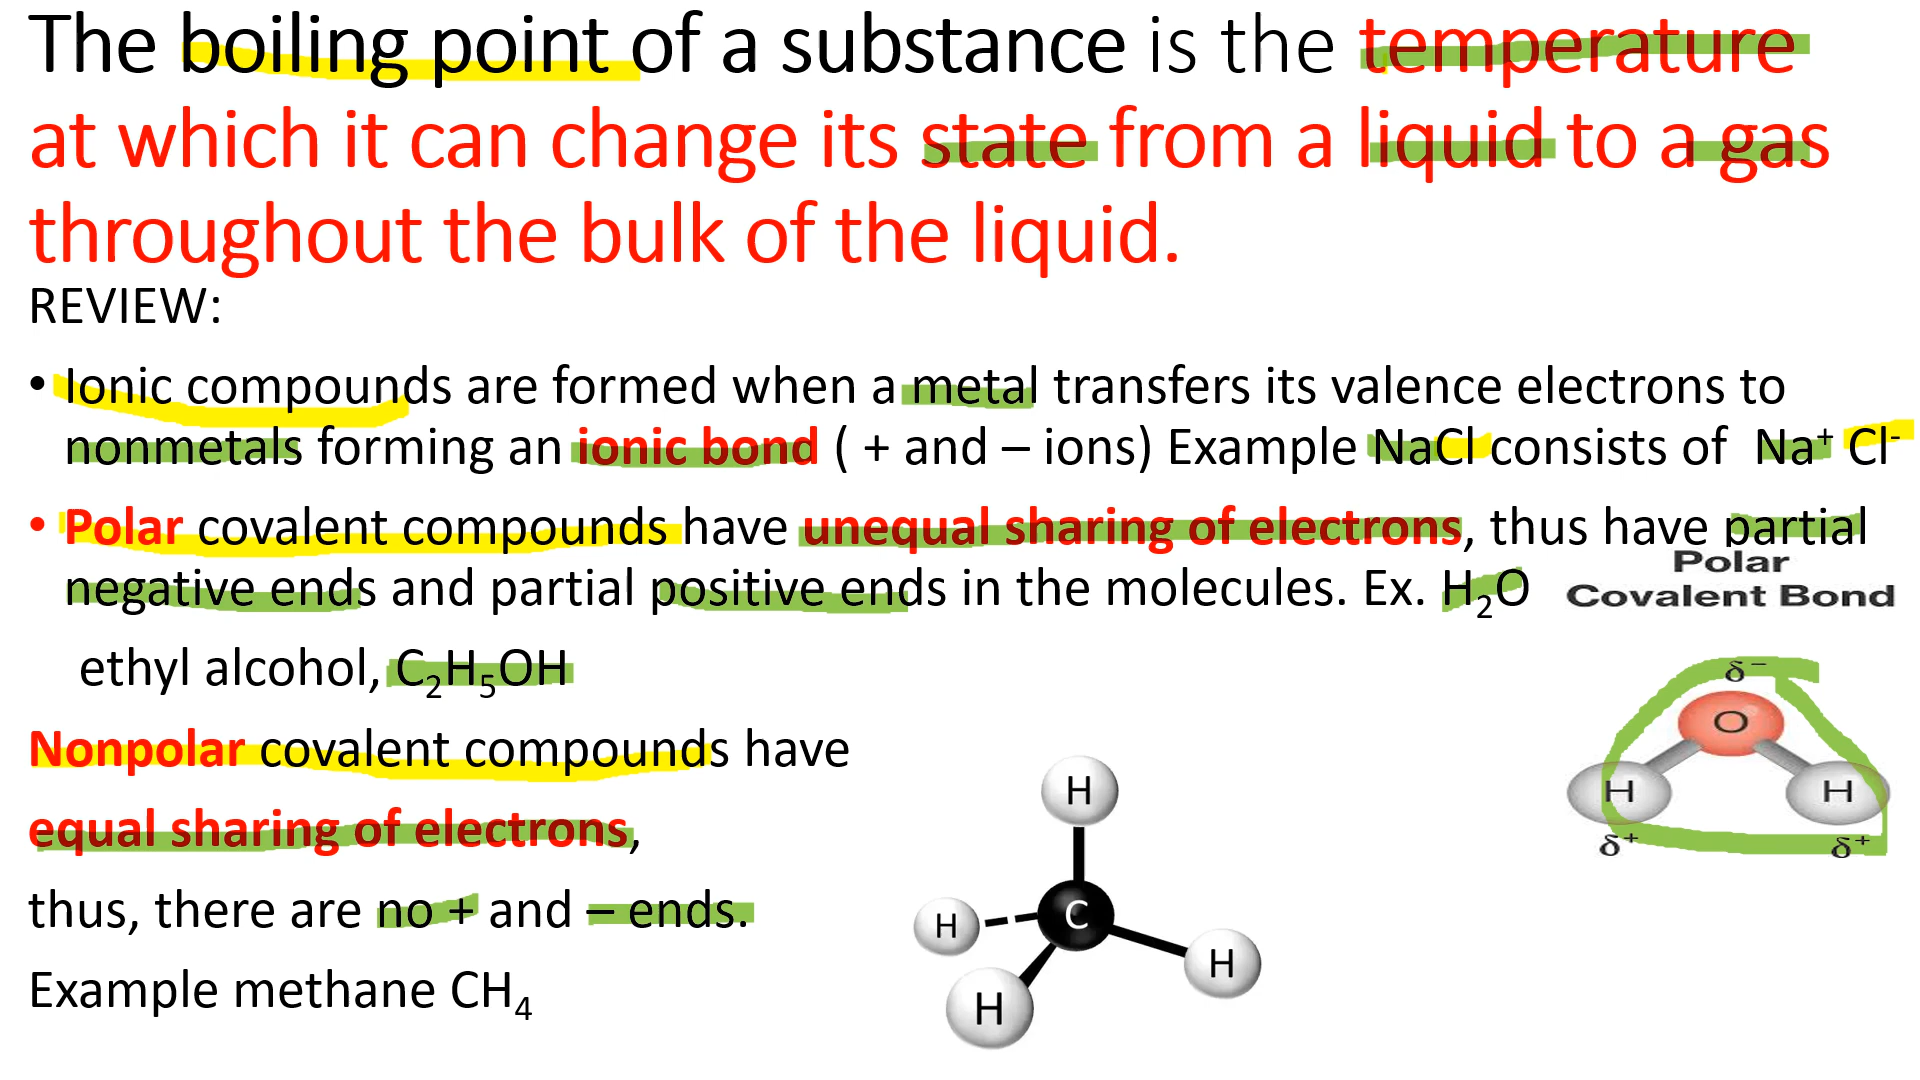 The boiling point of a substance is the temperature
at which it can change its state from a liquid to a gas
throughout the bulk of the liquid.
REVIEW:
• Ionic compounds are formed when a metal transfers its valence electrons to
nonmetals forming an ionic bond ( + and – ions) Example NaCl consists of Na⁺ Cl⁻
• Polar covalent compounds have unequal sharing of electrons, thus have partial
negative ends and partial positive ends in the molecules. Ex. H₂O
Polar
Covalent Bond
ethyl alcohol, C₂H₅OH
δ⁻
O
H H
δ⁺ δ⁺
Nonpolar covalent compounds have
equal sharing of electrons,
thus, there are no + and – ends.
Example methane CH₄
H
C
H
H
H